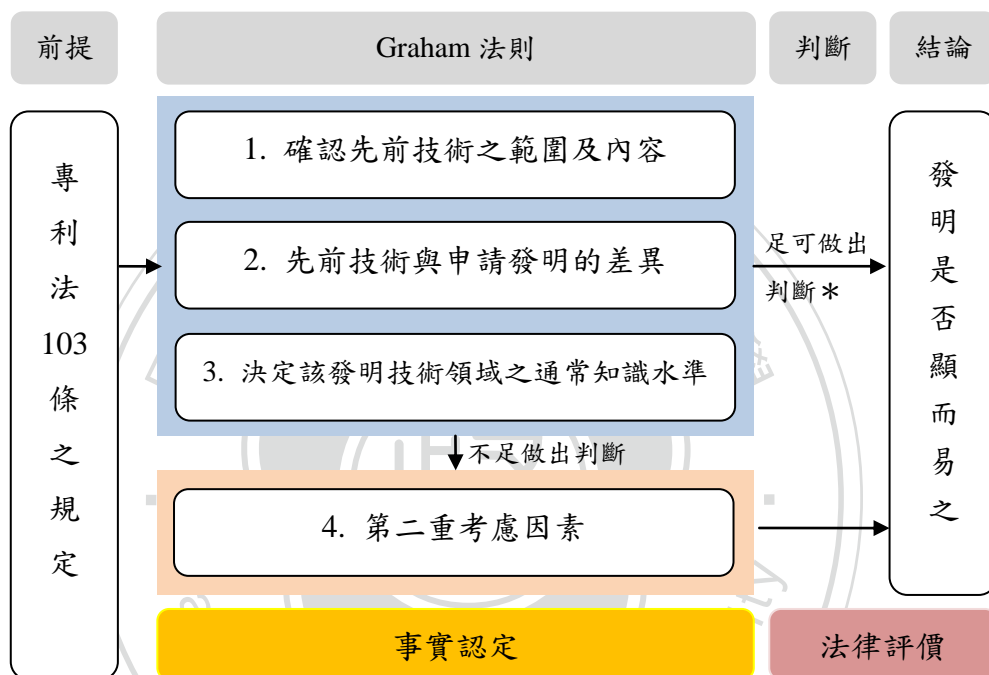 前提
Graham 法則
判斷
結論
專利法103條之規定
1. 確認先前技術之範圍及內容
2. 先前技術與申請發明的差異
3. 決定該發明技術領域之通常知識水準
足可做出
判斷＊
不足做出判斷
4. 第二重考慮因素
發明是否顯而易之
事實認定
法律評價